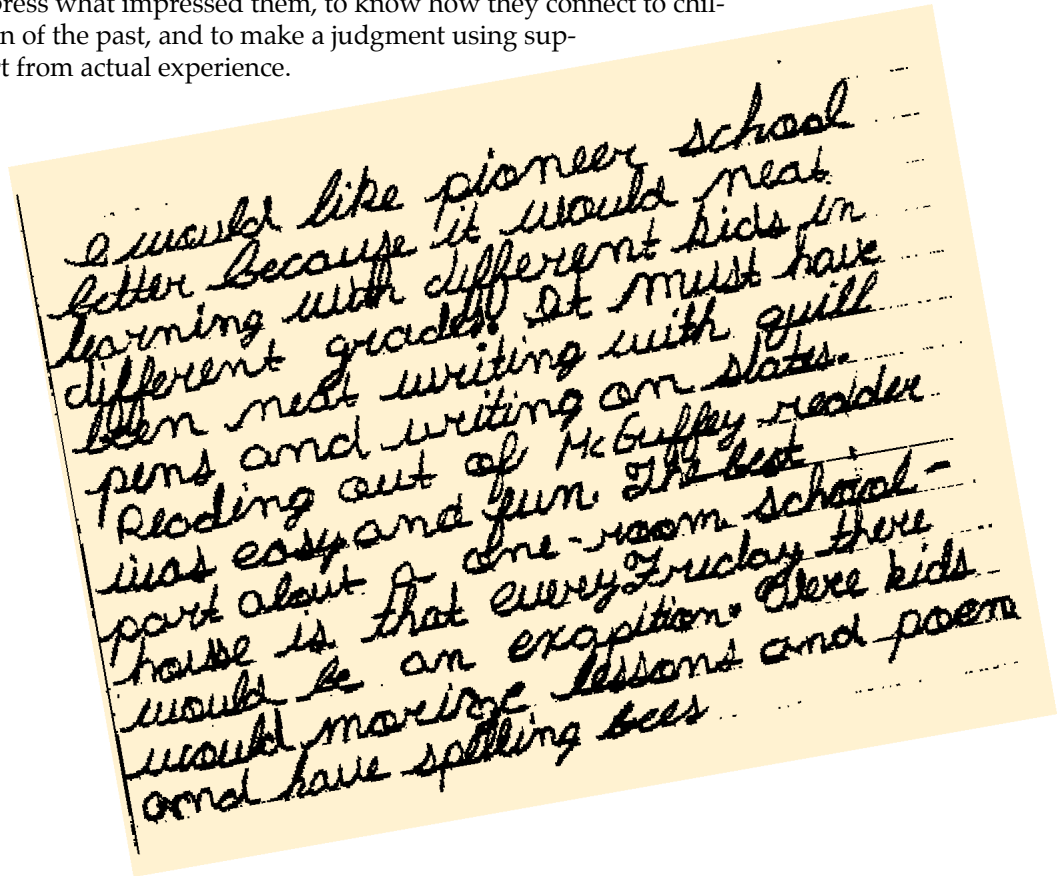 press what impressed them, to know how they connect to chil-
n of the past, and to make a judgment using sup-
t from actual experience.
I would like pioneer school
better because it would neat
learning with different kids in
different grades! It must have
been neat writing with quill
pens and writing on slates.
Reading out of McGuffey reader
was easy and fun. The best
part about a one-room school-
house is that every Friday there
would be an exapition. There kids
would morize lessons and poem
and have spelling bees